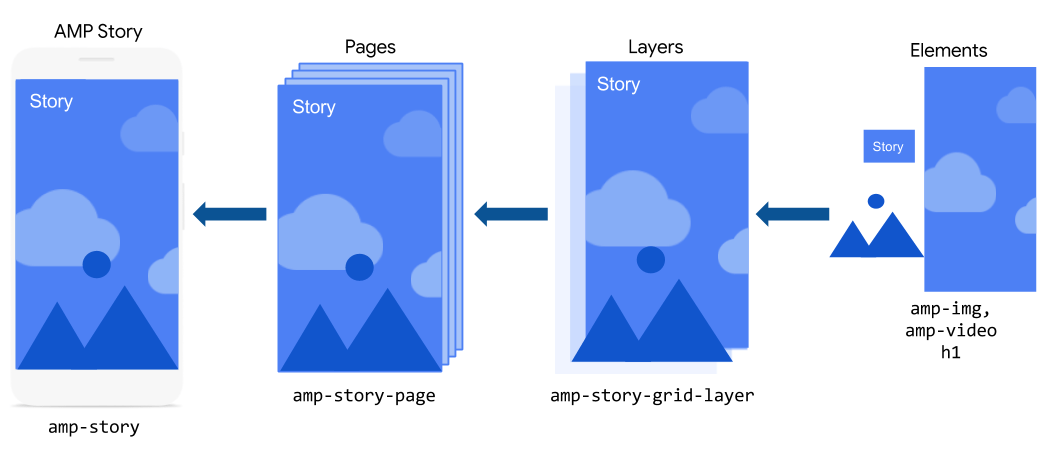 AMP Story
Pages
Layers
Elements
Story
Story
Story
Story
amp-img,
amp-video
h1
amp-story-page
amp-story-grid-layer
amp-story